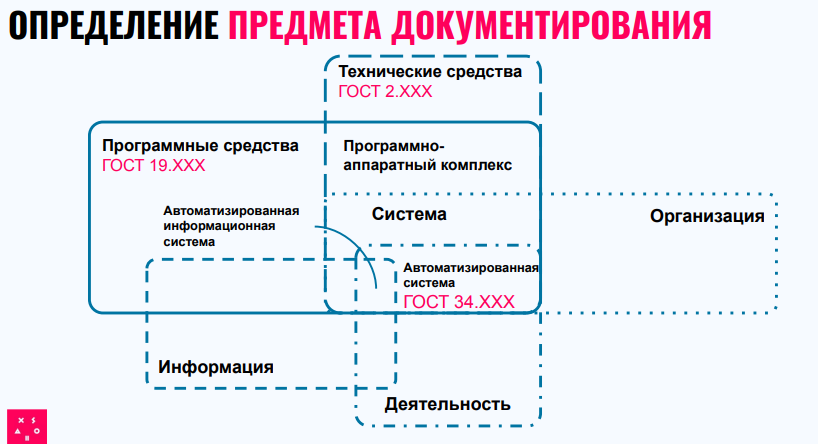 ОПРЕДЕЛЕНИЕ ПРЕДМЕТА ДОКУМЕНТИРОВАНИЯ
Технические средства
ГОСТ 2.XXX
Программные средства
ГОСТ 19.XXX
Программно-
аппаратный комплекс
Автоматизированная
информационная
система
Система
Организация
Автоматизированная
система
ГОСТ 34.XXX
Информация
Деятельность